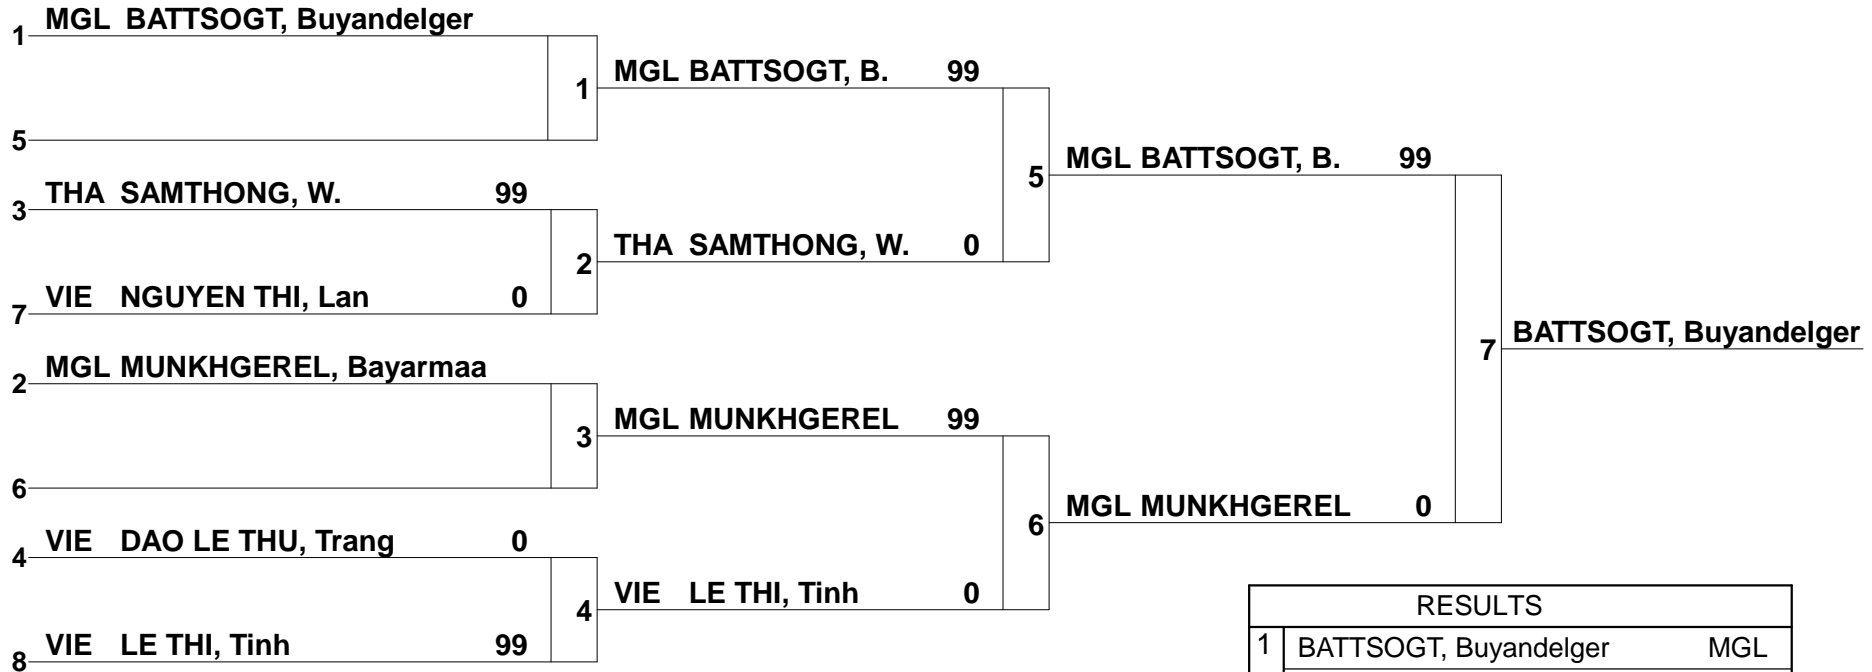 1 MGL BATTSOGT, Buyandelger
1 MGL BATTSOGT, B. 99
5
5 MGL BATTSOGT, B. 99
3 THA SAMTHONG, W. 99
2 THA SAMTHONG, W. 0
7 VIE NGUYEN THI, Lan 0
7 BATTSOGT, Buyandelger
2 MGL MUNKHGEREL, Bayarmaa
3 MGL MUNKHGEREL 99
6
6 MGL MUNKHGEREL 0
4 VIE DAO LE THU, Trang 0
4 VIE LE THI, Tinh 0
8 VIE LE THI, Tinh 99
RESULTS
1 BATTSOGT, Buyandelger MGL